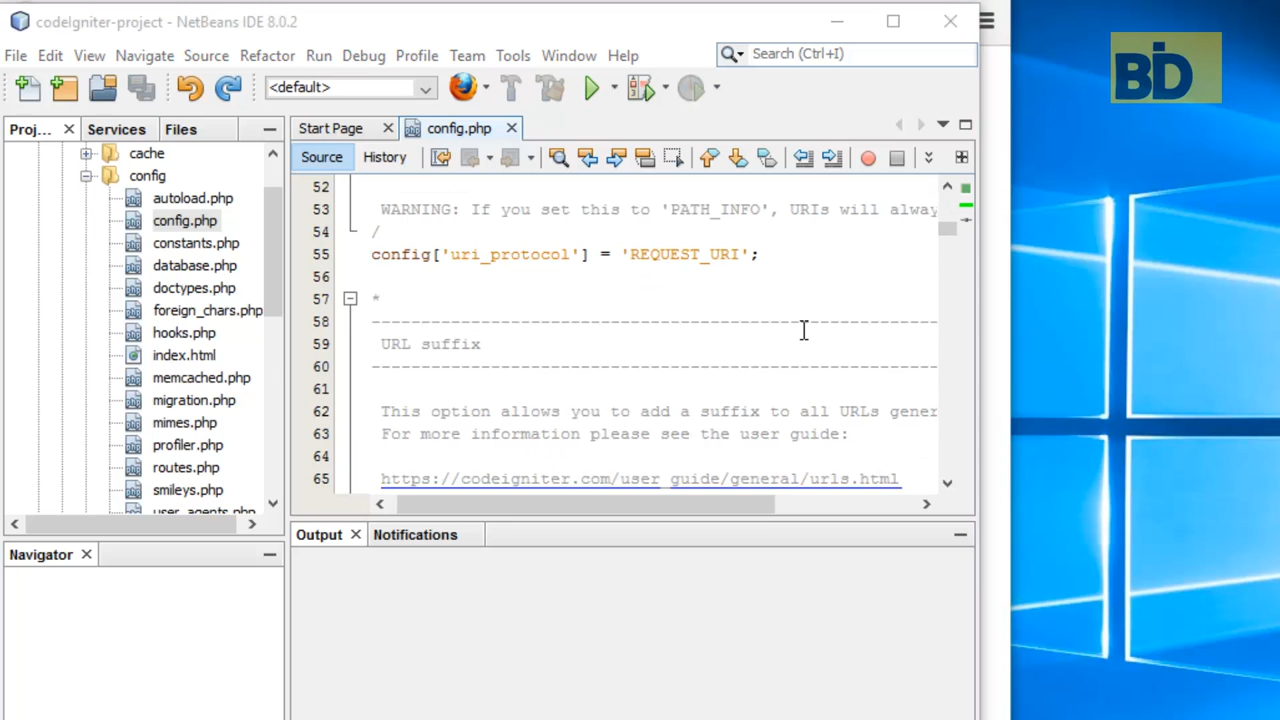 codeIgniter-project - NetBeans IDE 8.0.2
File Edit View Navigate Source Refactor Run Debug Profile Team Tools Window Help
Search (Ctrl+I)
BD
<default>
Proj... Services Files
Start Page config.php
Source History
cache
config
autoload.php
config.php
constants.php
database.php
doctypes.php
foreign_chars.php
hooks.php
index.html
memcached.php
migration.php
mimes.php
profiler.php
routes.php
smileys.php
user_agents.php
52
53 WARNING: If you set this to 'PATH_INFO', URIs will alway
54 /
55 config['uri_protocol'] = 'REQUEST_URI';
56
57 *
58 --------------------------------------------------------------
59 URL suffix
60 --------------------------------------------------------------
61
62 This option allows you to add a suffix to all URLs gener
63 For more information please see the user guide:
64
65 https://codeigniter.com/user_guide/general/urls.html
Output Notifications
Navigator